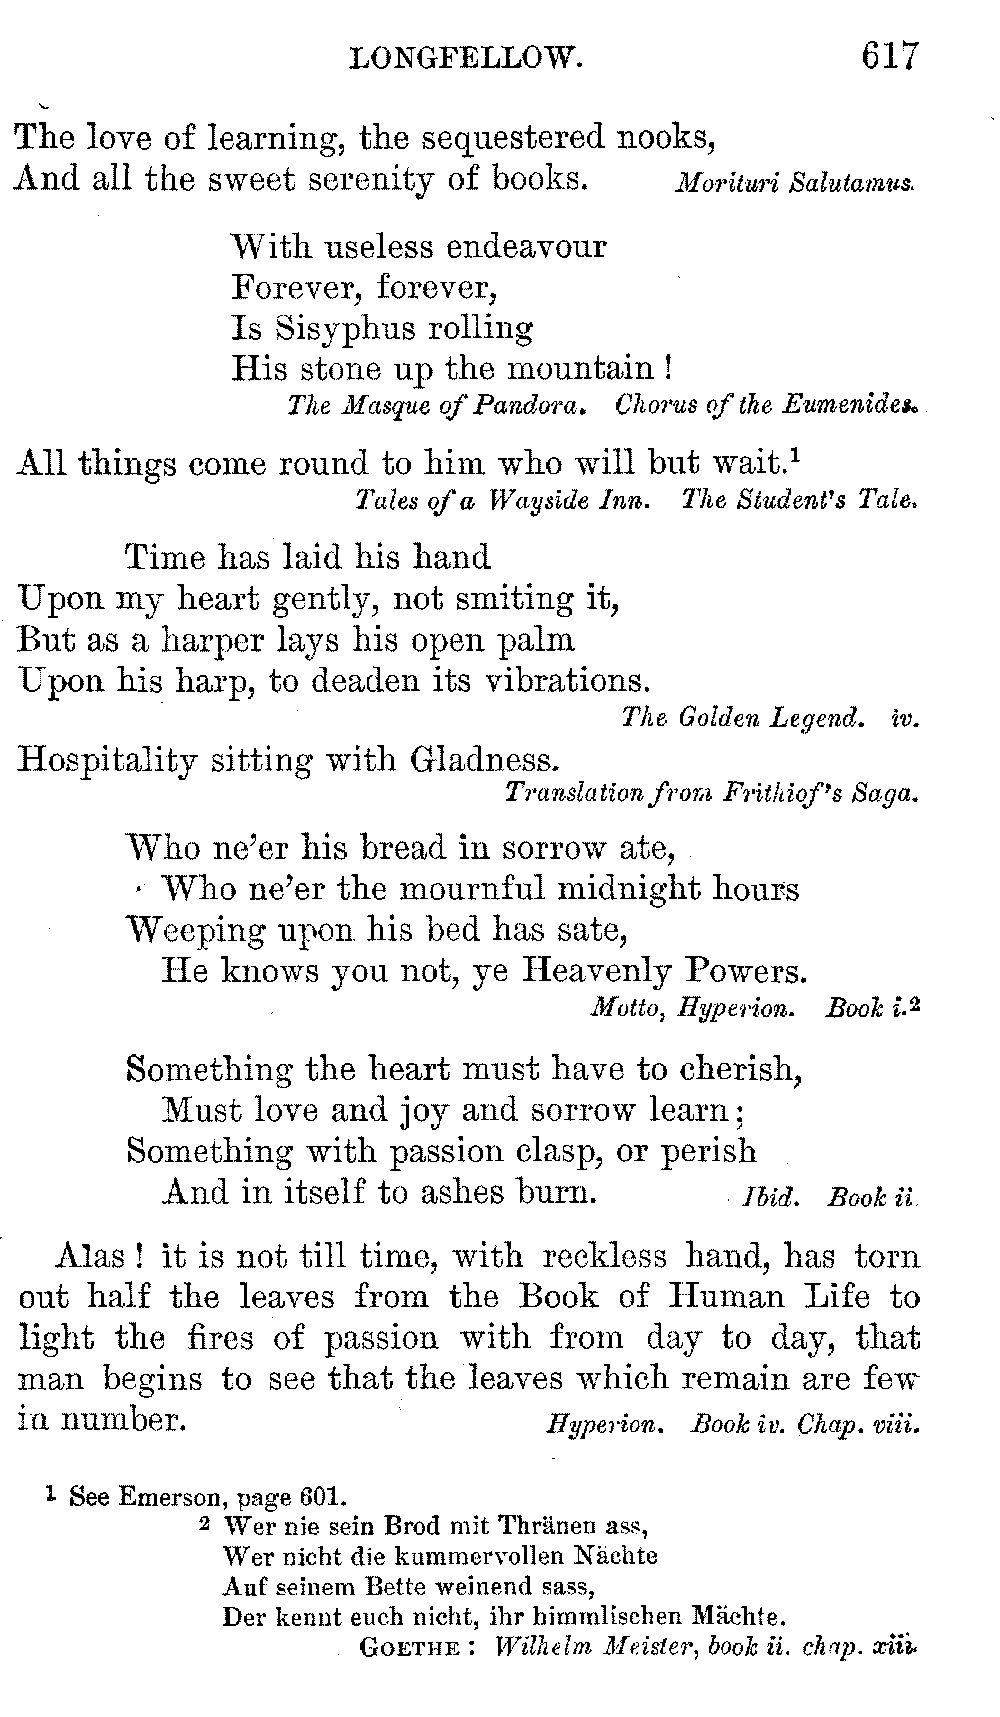 LONGFELLOW. 617
The love of learning, the sequestered nooks,
And all the sweet serenity of books. Morituri Salutamus.
With useless endeavour
Forever, forever,
Is Sisyphus rolling
His stone up the mountain !
The Masque of Pandora. Chorus of the Eumenides.
All things come round to him who will but wait.¹
Tales of a Wayside Inn. The Student's Tale.
Time has laid his hand
Upon my heart gently, not smiting it,
But as a harper lays his open palm
Upon his harp, to deaden its vibrations.
The Golden Legend. iv.
Hospitality sitting with Gladness.
Translation from Frithiof's Saga.
Who ne'er his bread in sorrow ate,
Who ne'er the mournful midnight hours
Weeping upon his bed has sate,
He knows you not, ye Heavenly Powers.
Motto, Hyperion. Book i.²
Something the heart must have to cherish,
Must love and joy and sorrow learn;
Something with passion clasp, or perish
And in itself to ashes burn. Ibid. Book ii.
Alas ! it is not till time, with reckless hand, has torn
out half the leaves from the Book of Human Life to
light the fires of passion with from day to day, that
man begins to see that the leaves which remain are few
in number. Hyperion. Book iv. Chap. viii.
1 See Emerson, page 601.
2 Wer nie sein Brod mit Thränen ass,
Wer nicht die kummervollen Nächte
Auf seinem Bette weinend sass,
Der kennt euch nicht, ihr himmlischen Mächte.
GOETHE : Wilhelm Meister, book ii. chap. xiii.